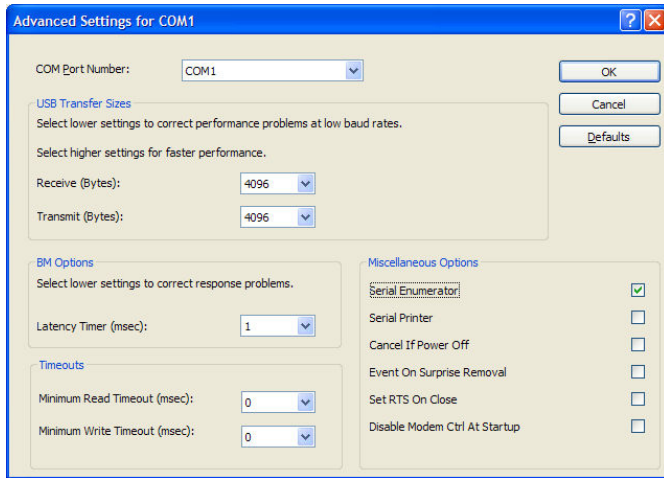 Advanced Settings for COM1
COM Port Number: COM1
OK
USB Transfer Sizes
Cancel
Select lower settings to correct performance problems at low baud rates.
Defaults
Select higher settings for faster performance.
Receive (Bytes): 4096
Transmit (Bytes): 4096
BM Options
Select lower settings to correct response problems.
Latency Timer (msec): 1
Timeouts
Minimum Read Timeout (msec): 0
Minimum Write Timeout (msec): 0
Miscellaneous Options
Serial Enumerator
Serial Printer
Cancel If Power Off
Event On Surprise Removal
Set RTS On Close
Disable Modem Ctrl At Startup